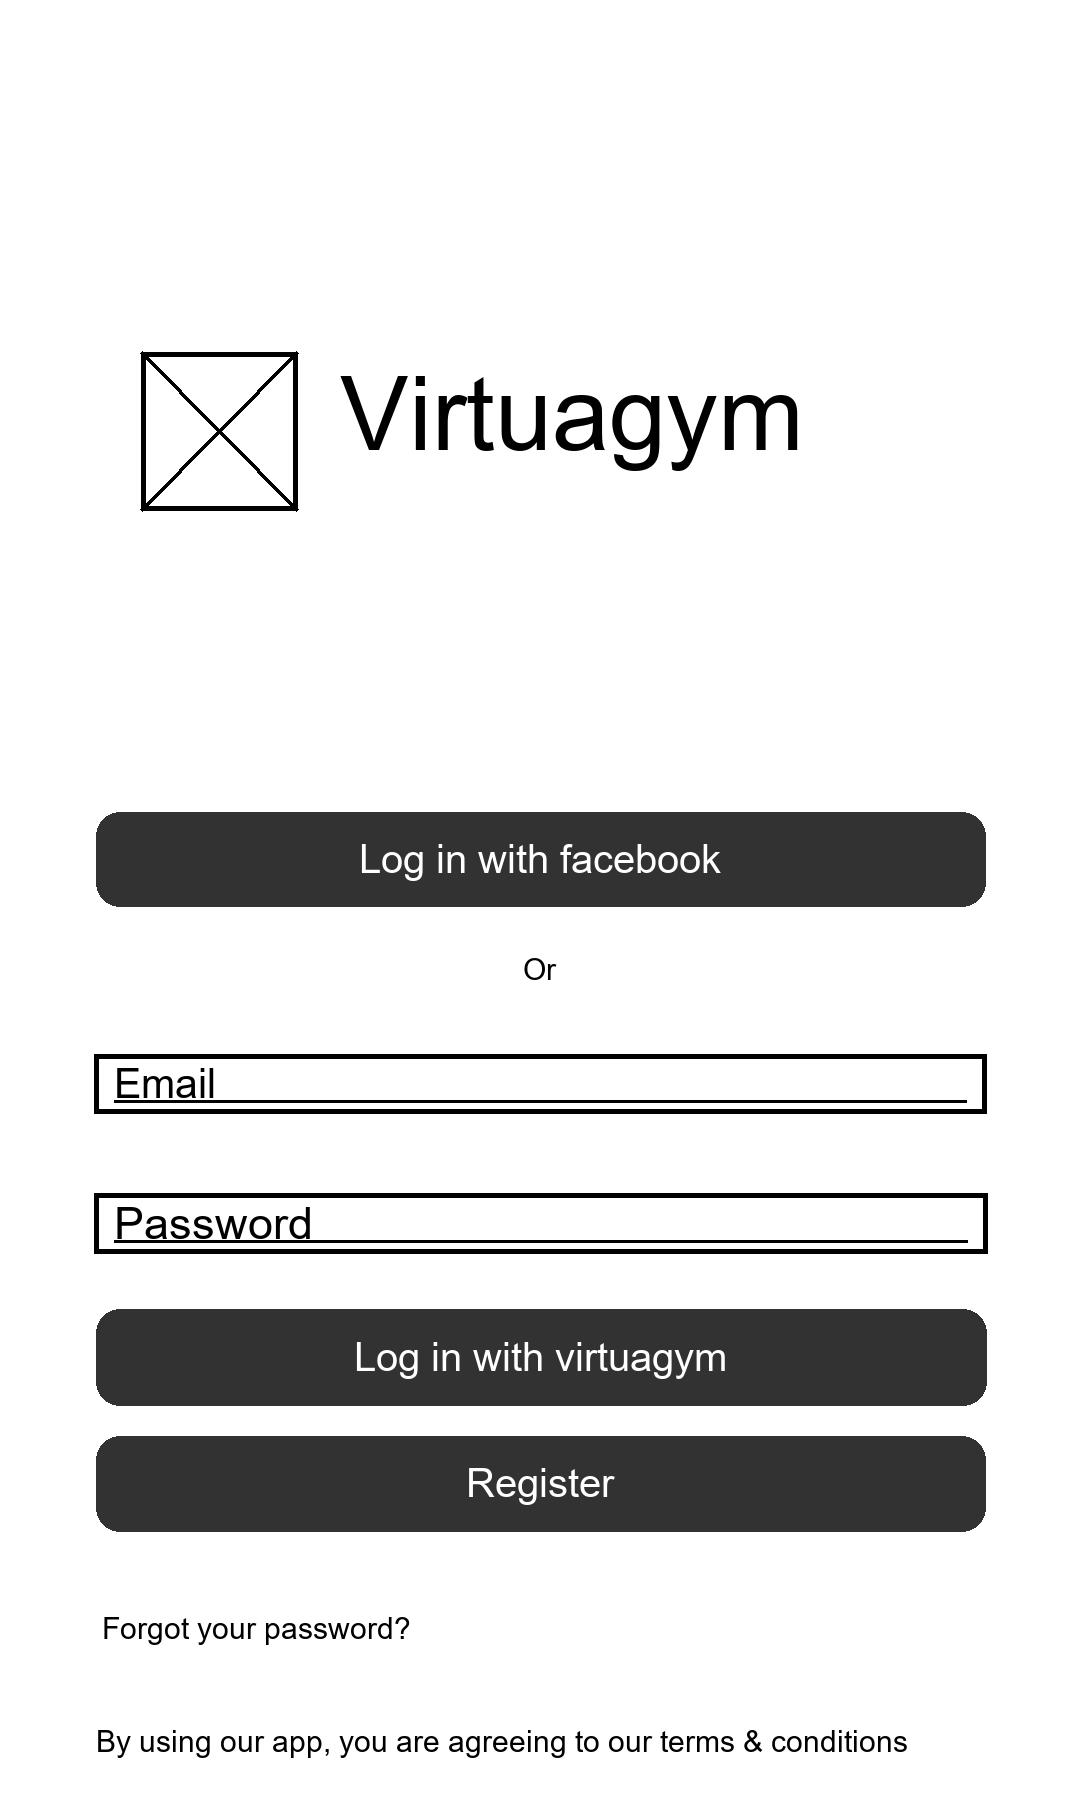 Virtuagym
Log in with facebook
Or
Email
Password
Log in with virtuagym
Register
Forgot your password?
By using our app, you are agreeing to our terms & conditions